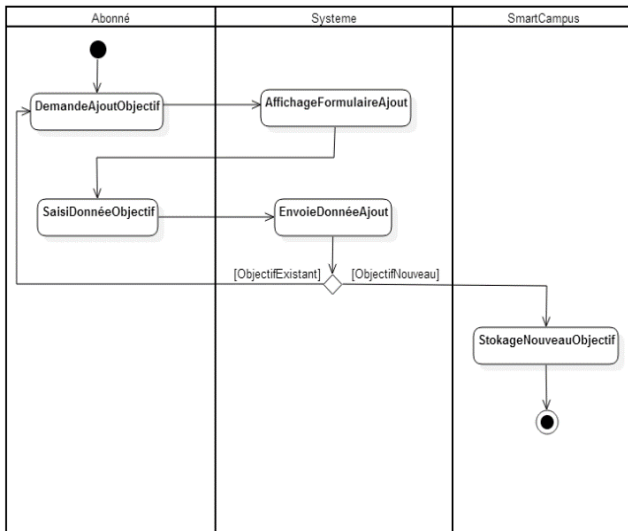 Abonné
Systeme
SmartCampus
DemandeAjoutObjectif
AffichageFormulaireAjout
SaisiDonnéeObjectif
EnvoieDonnéeAjout
[ObjectifExistant]
[ObjectifNouveau]
StokageNouveauObjectif